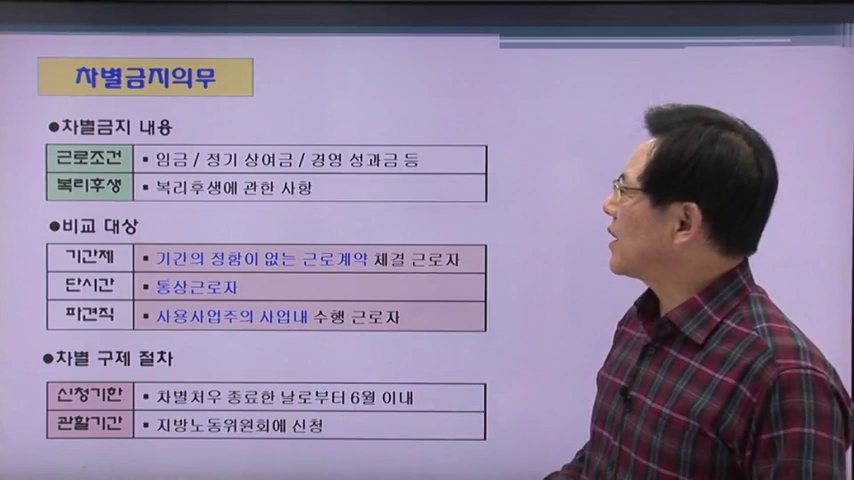 차별금지의무
●차별금지 내용
근로조건 ▪ 임금 / 정기 상여금 / 경영 성과금 등
복리후생 ▪ 복리후생에 관한 사항
●비교 대상
기간제 ▪ 기간의 정함이 없는 근로계약 체결 근로자
단시간 ▪ 통상근로자
파견직 ▪ 사용사업주의 사업내 수행 근로자
●차별 구제 절차
신청기한 ▪ 차별처우 종료한 날로부터 6월 이내
관활기간 ▪ 지방노동위원회에 신청